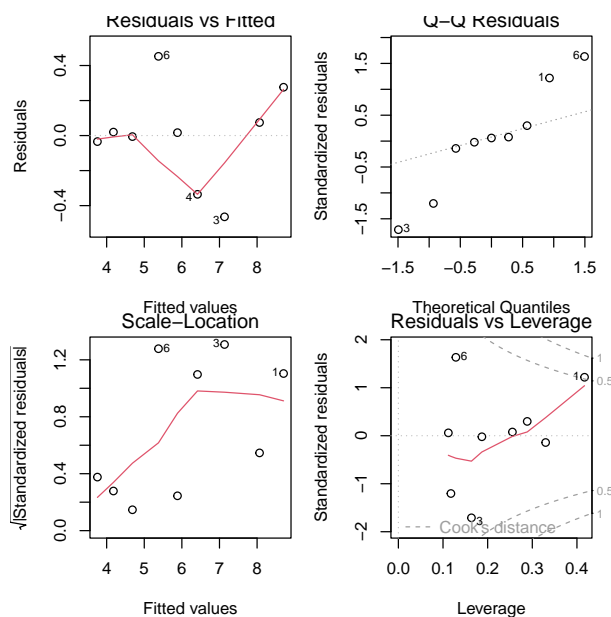 Residuals vs Fitted
Residuals
−0.4 0.0 0.4
6
4
3
4 5 6 7 8
Fitted values
Q−Q Residuals
Standardized residuals
−1.5 −0.5 0.5 1.5
6
1
3
−1.5 −0.5 0.5 1.5
Theoretical Quantiles
Scale−Location
√|Standardized residuals|
0.0 0.4 0.8 1.2
6
3
1
4 5 6 7 8
Fitted values
Residuals vs Leverage
Standardized residuals
−2 −1 0 1 2
6
1
3
1
0.5
0.5
1
Cook's distance
0.0 0.1 0.2 0.3 0.4
Leverage